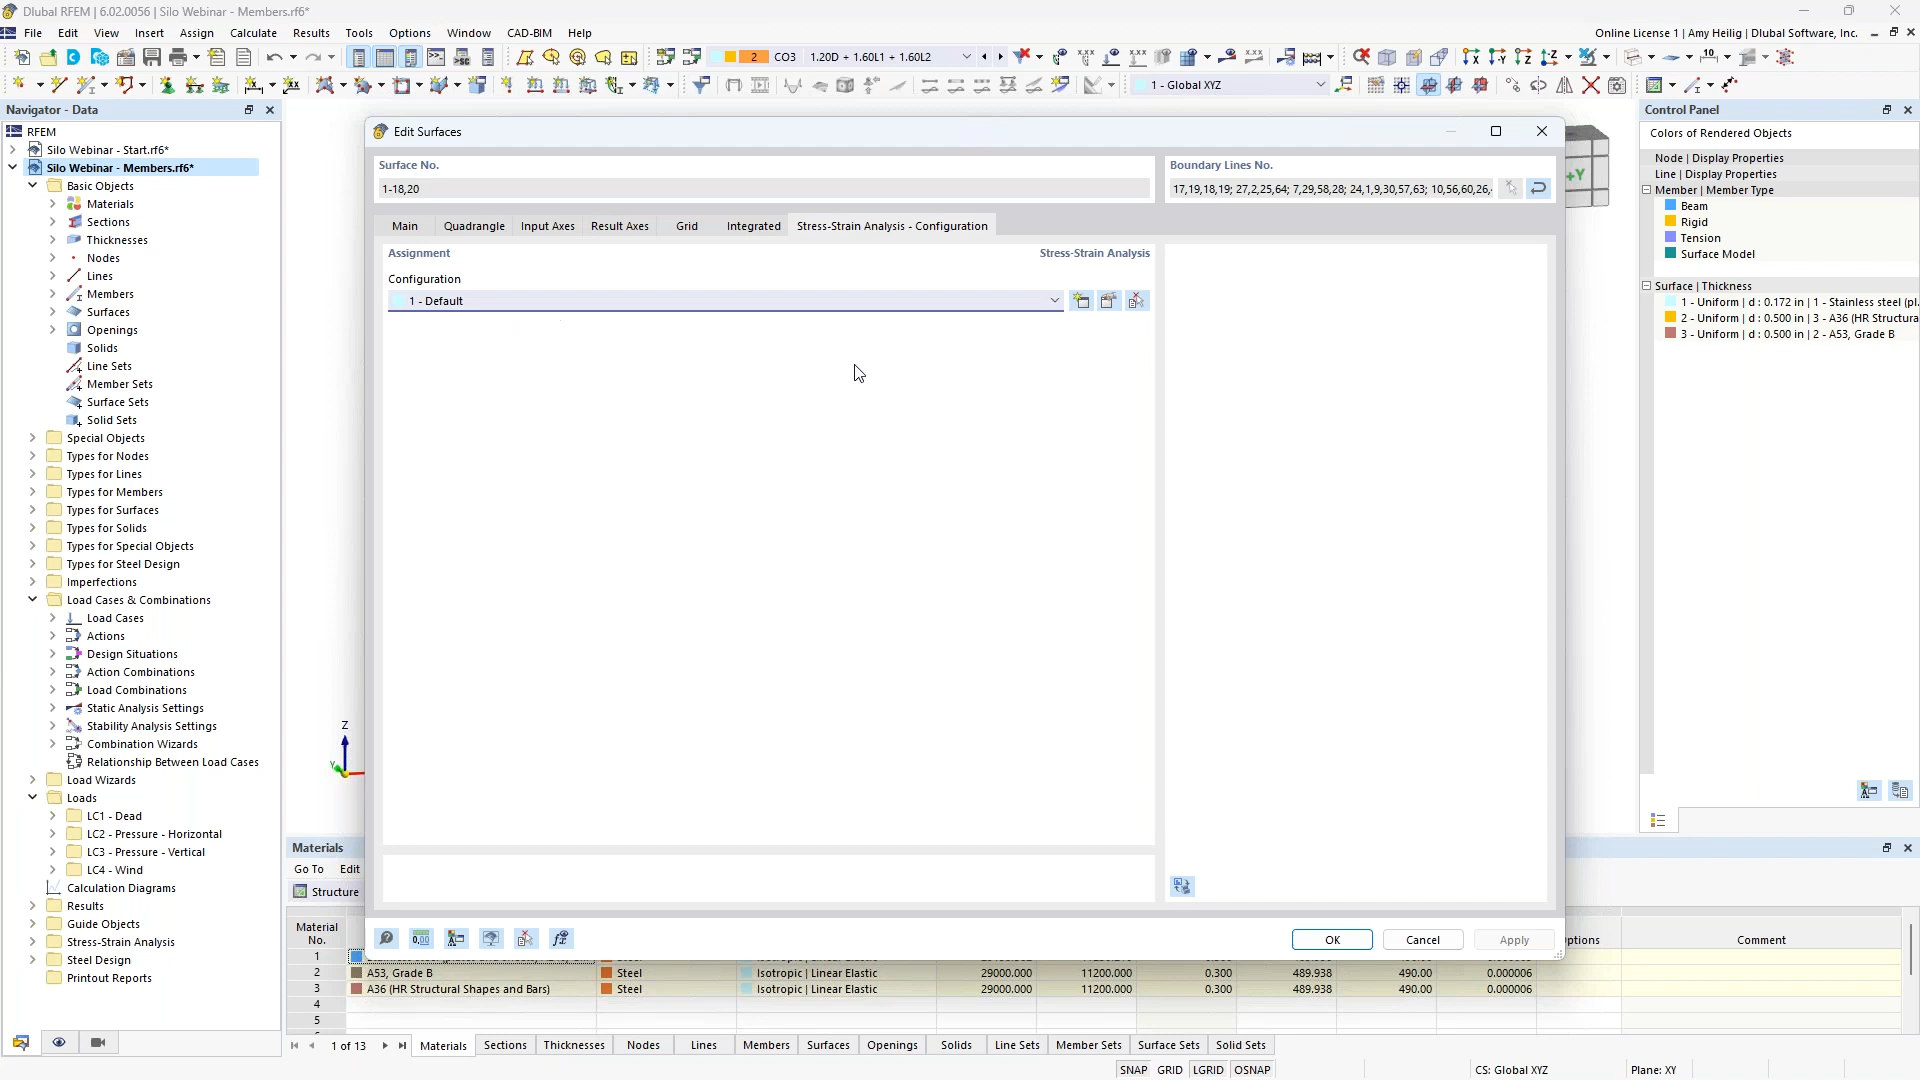 Dlubal RFEM | 6.02.0056 | Silo Webinar - Members.rf6*
File Edit View Insert Assign Calculate Results Tools Options Window CAD-BIM Help
Online License 1 | Amy Heilig | Dlubal Software, Inc.
2 CO3 1.20D + 1.60L1 + 1.60L2
1 - Global XYZ
Navigator - Data
RFEM
Silo Webinar - Start.rf6*
Silo Webinar - Members.rf6*
Basic Objects
Materials
Sections
Thicknesses
Nodes
Lines
Members
Surfaces
Openings
Solids
Line Sets
Member Sets
Surface Sets
Solid Sets
Special Objects
Types for Nodes
Types for Lines
Types for Members
Types for Surfaces
Types for Solids
Types for Special Objects
Types for Steel Design
Imperfections
Load Cases & Combinations
Load Cases
Actions
Design Situations
Action Combinations
Load Combinations
Static Analysis Settings
Stability Analysis Settings
Combination Wizards
Relationship Between Load Cases
Load Wizards
Loads
LC1 - Dead
LC2 - Pressure - Horizontal
LC3 - Pressure - Vertical
LC4 - Wind
Calculation Diagrams
Results
Guide Objects
Stress-Strain Analysis
Steel Design
Printout Reports
Edit Surfaces
Surface No.
1-18,20
Boundary Lines No.
17,19,18,19; 27,2,25,64; 7,29,58,28; 24,1,9,30,57,63; 10,56,60,26,
Main Quadrangle Input Axes Result Axes Grid Integrated Stress-Strain Analysis - Configuration
Assignment Stress-Strain Analysis
Configuration
1 - Default
OK Cancel Apply
+Y
Z
Y
Control Panel
Colors of Rendered Objects
Node | Display Properties
Line | Display Properties
Member | Member Type
Beam
Rigid
Tension
Surface Model
Surface | Thickness
1 - Uniform | d : 0.172 in | 1 - Stainless steel (pl.
2 - Uniform | d : 0.500 in | 3 - A36 (HR Structura
3 - Uniform | d : 0.500 in | 2 - A53, Grade B
Materials
Go To Edit
Structure
Material
No. Comment
1
2 A53, Grade B Steel Isotropic | Linear Elastic 29000.000 11200.000 0.300 489.938 490.00 0.000006
3 A36 (HR Structural Shapes and Bars) Steel Isotropic | Linear Elastic 29000.000 11200.000 0.300 489.938 490.00 0.000006
4
5
1 of 13 Materials Sections Thicknesses Nodes Lines Members Surfaces Openings Solids Line Sets Member Sets Surface Sets Solid Sets
SNAP GRID LGRID OSNAP CS: Global XYZ Plane: XY